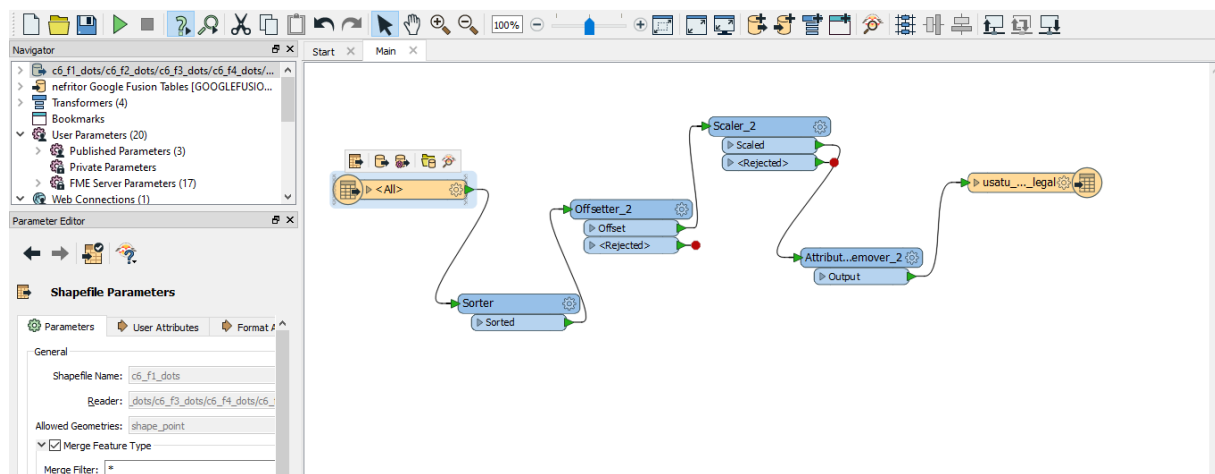 100%
Navigator
Start
Main
c6_f1_dots/c6_f2_dots/c6_f3_dots/c6_f4_dots/...
nefritor Google Fusion Tables [GOOGLEFUSIO...
Transformers (4)
Bookmarks
User Parameters (20)
Published Parameters (3)
Private Parameters
FME Server Parameters (17)
Web Connections (1)
Parameter Editor
Shapefile Parameters
Parameters
User Attributes
Format A
General
Shapefile Name: c6_f1_dots
Reader: _dots/c6_f3_dots/c6_f4_dots/c6_
Allowed Geometries: shape_point
Merge Feature Type
Merge Filter: *
<All>
Sorter
Sorted
Offsetter_2
Offset
<Rejected>
Scaler_2
Scaled
<Rejected>
Attribut...emover_2
Output
usatu_..._legal